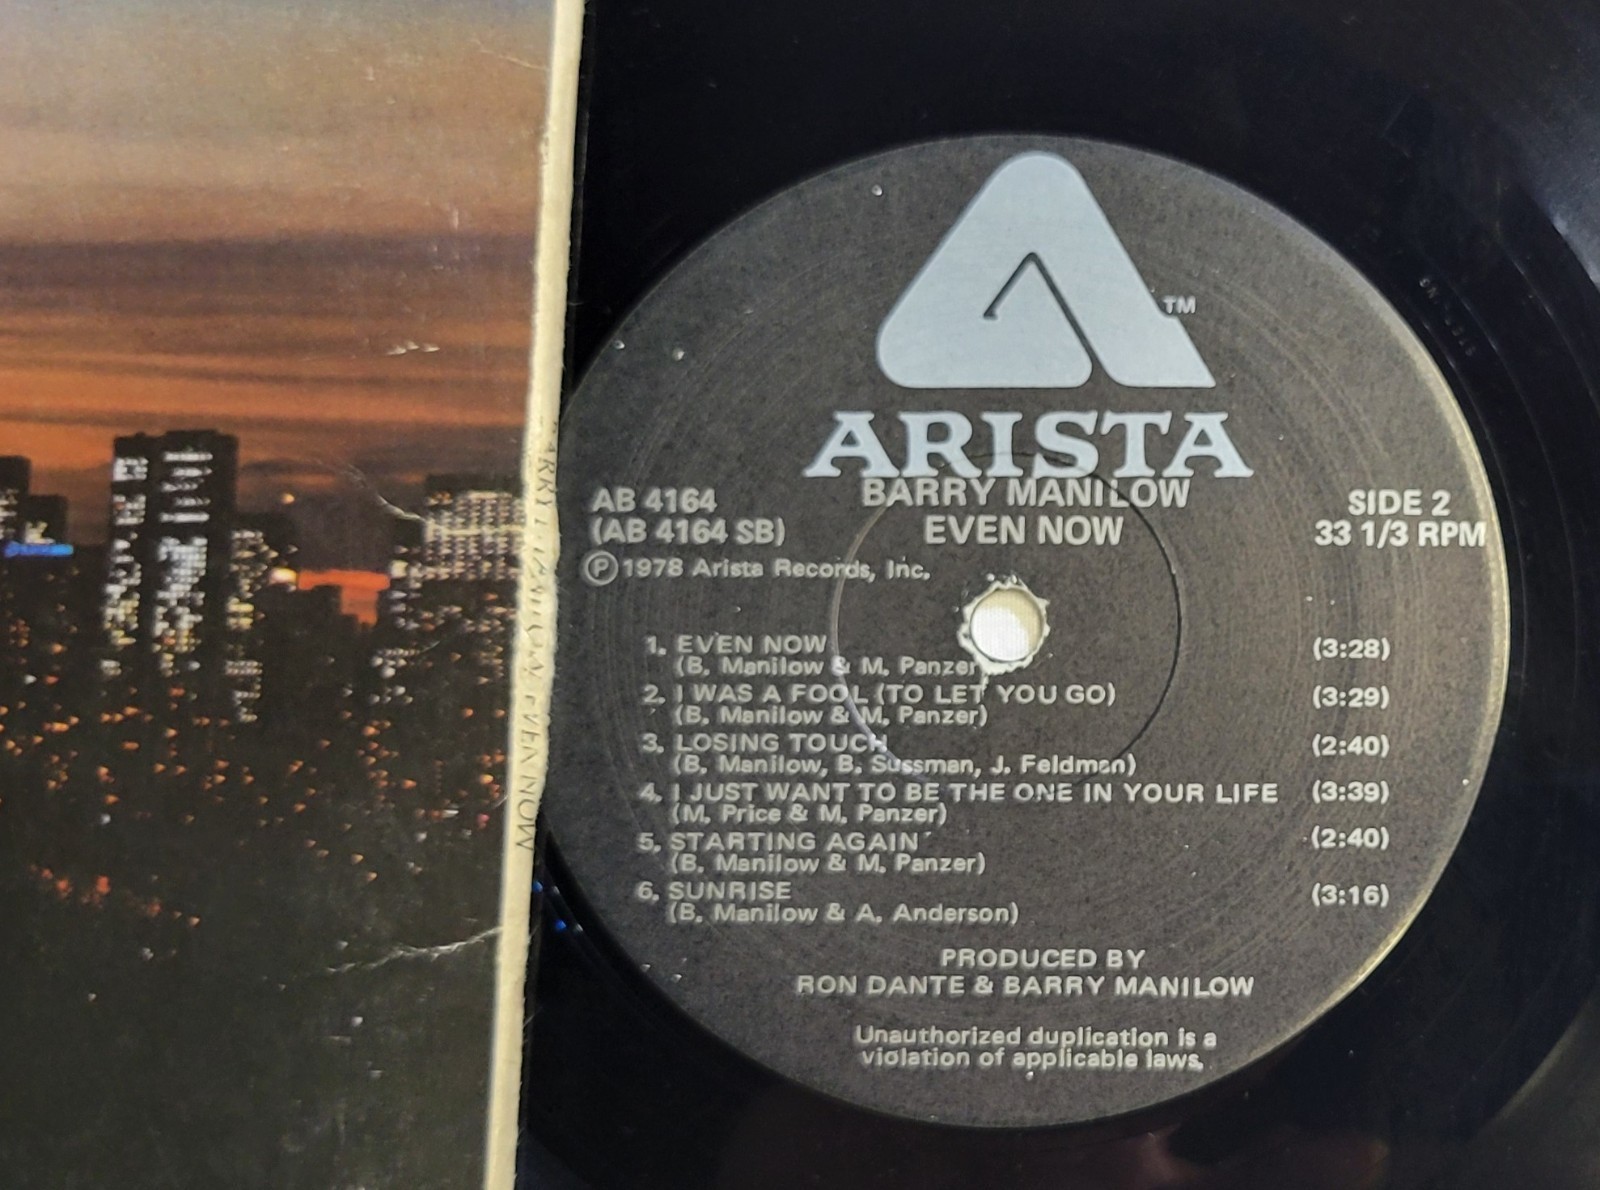 BARRY MANILOW EVEN NOW
TM
ARISTA
BARRY MANILOW
EVEN NOW
AB 4164
(AB 4164 SB)
Ⓟ 1978 Arista Records, Inc.
SIDE 2
33 1/3 RPM
1. EVEN NOW (3:28)
(B. Manilow & M. Panzer
2. I WAS A FOOL (TO LET YOU GO) (3:29)
(B. Manilow & M. Panzer)
3. LOSING TOUCH (2:40)
(B. Manilow, B. Sussman, J. Feldman)
4. I JUST WANT TO BE THE ONE IN YOUR LIFE (3:39)
(M. Price & M. Panzer)
5. STARTING AGAIN (2:40)
(B. Manilow & M. Panzer)
6. SUNRISE (3:16)
(B. Manilow & A. Anderson)
PRODUCED BY
RON DANTE & BARRY MANILOW
Unauthorized duplication is a
violation of applicable laws.